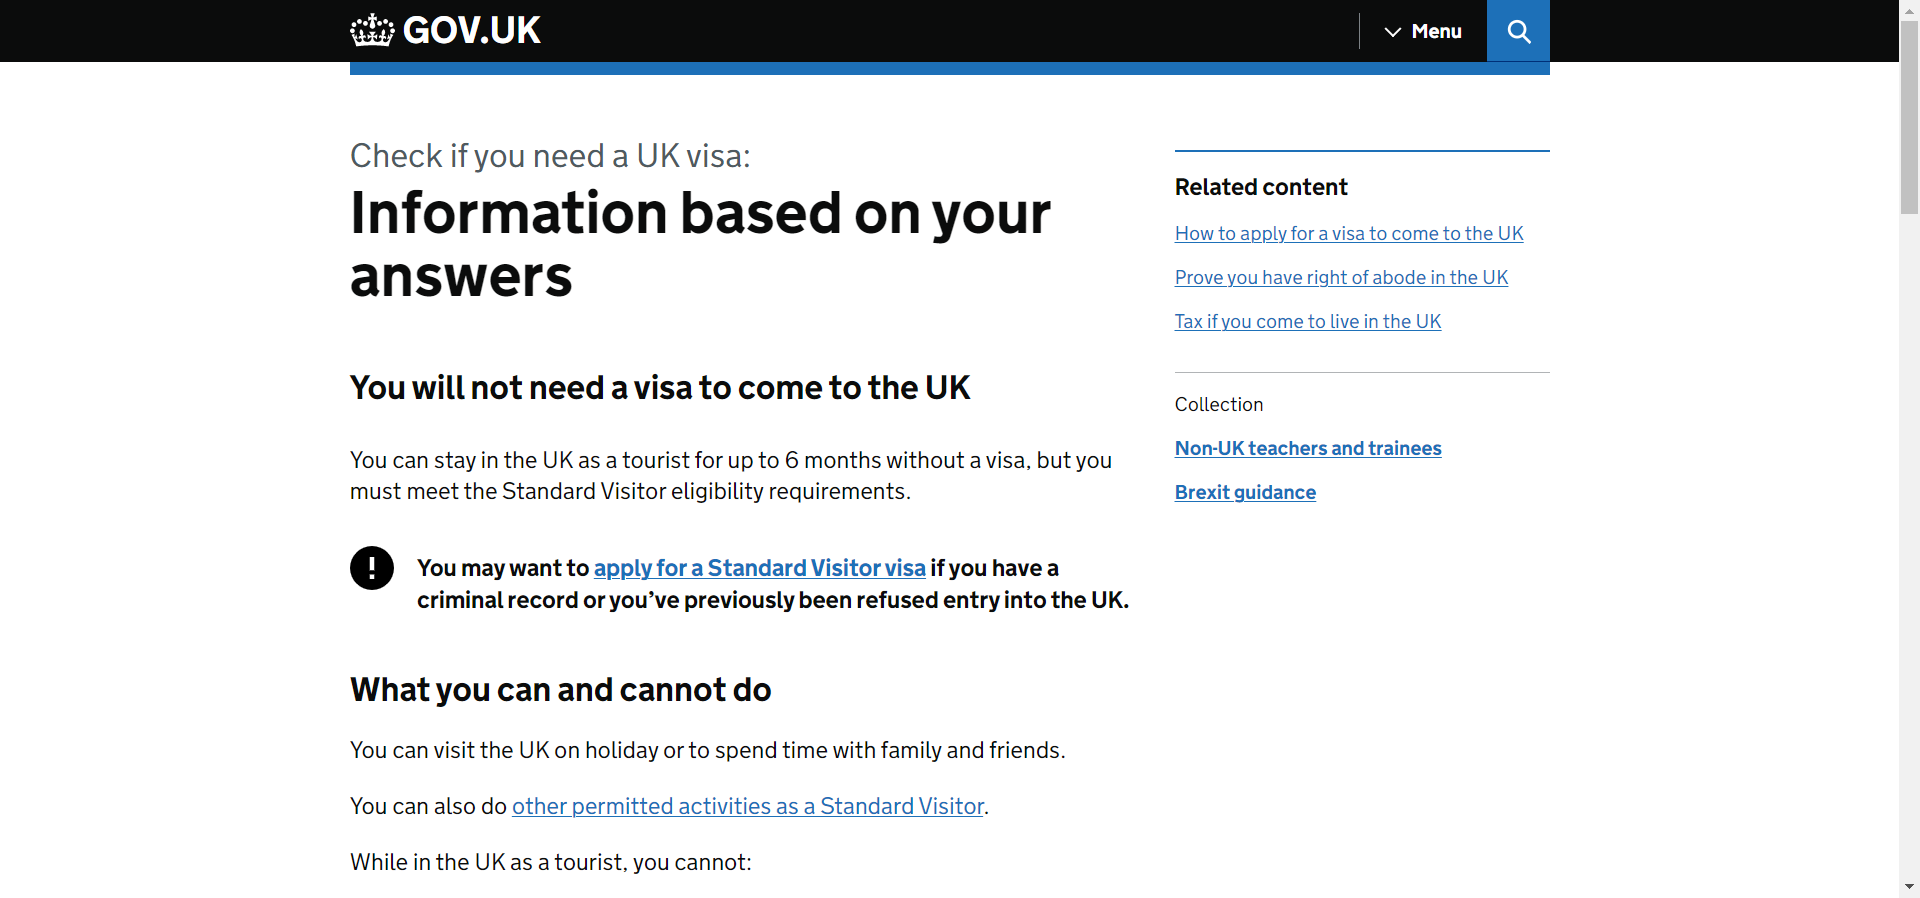 GOV.UK
Menu
Check if you need a UK visa:
Information based on your
answers
You will not need a visa to come to the UK
You can stay in the UK as a tourist for up to 6 months without a visa, but you
must meet the Standard Visitor eligibility requirements.
! You may want to apply for a Standard Visitor visa if you have a
criminal record or you’ve previously been refused entry into the UK.
What you can and cannot do
You can visit the UK on holiday or to spend time with family and friends.
You can also do other permitted activities as a Standard Visitor.
While in the UK as a tourist, you cannot:
Related content
How to apply for a visa to come to the UK
Prove you have right of abode in the UK
Tax if you come to live in the UK
Collection
Non-UK teachers and trainees
Brexit guidance